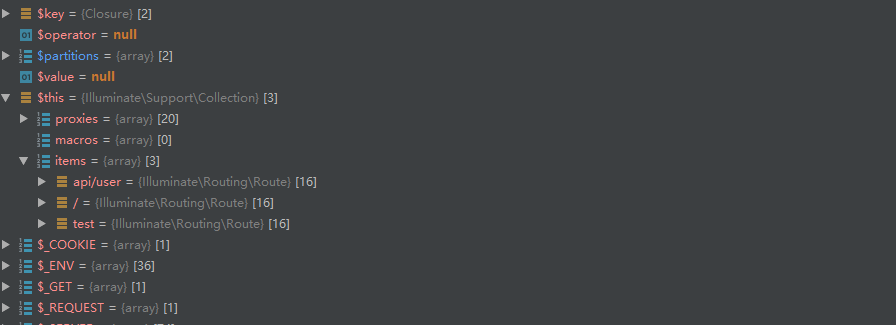 $key = {Closure} [2]
$operator = null
$partitions = {array} [2]
$value = null
$this = {Illuminate\Support\Collection} [3]
proxies = {array} [20]
macros = {array} [0]
items = {array} [3]
api/user = {Illuminate\Routing\Route} [16]
/ = {Illuminate\Routing\Route} [16]
test = {Illuminate\Routing\Route} [16]
$_COOKIE = {array} [1]
$_ENV = {array} [36]
$_GET = {array} [1]
$_REQUEST = {array} [1]